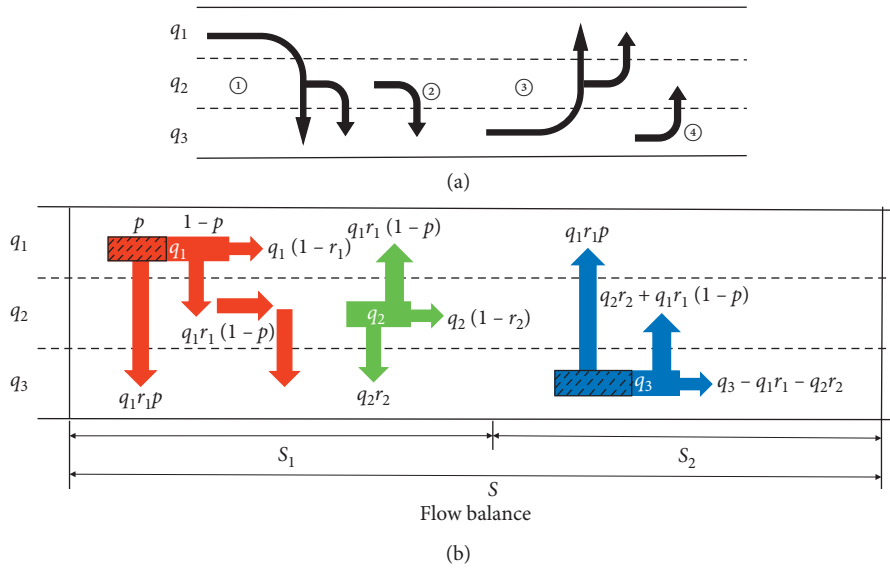 q1
① ② ③
q2
q3 ④
(a)
p 1 – p q1r1 (1 – p) q1r1p
q1 q1 q1 (1 – r1)
q2r2 + q1r1 (1 – p)
q2 q1r1 (1 – p) q2 q2 (1 – r2)
q3 q3 q3 – q1r1 – q2r2
q1r1p q2r2
S1 S2
S
Flow balance
(b)